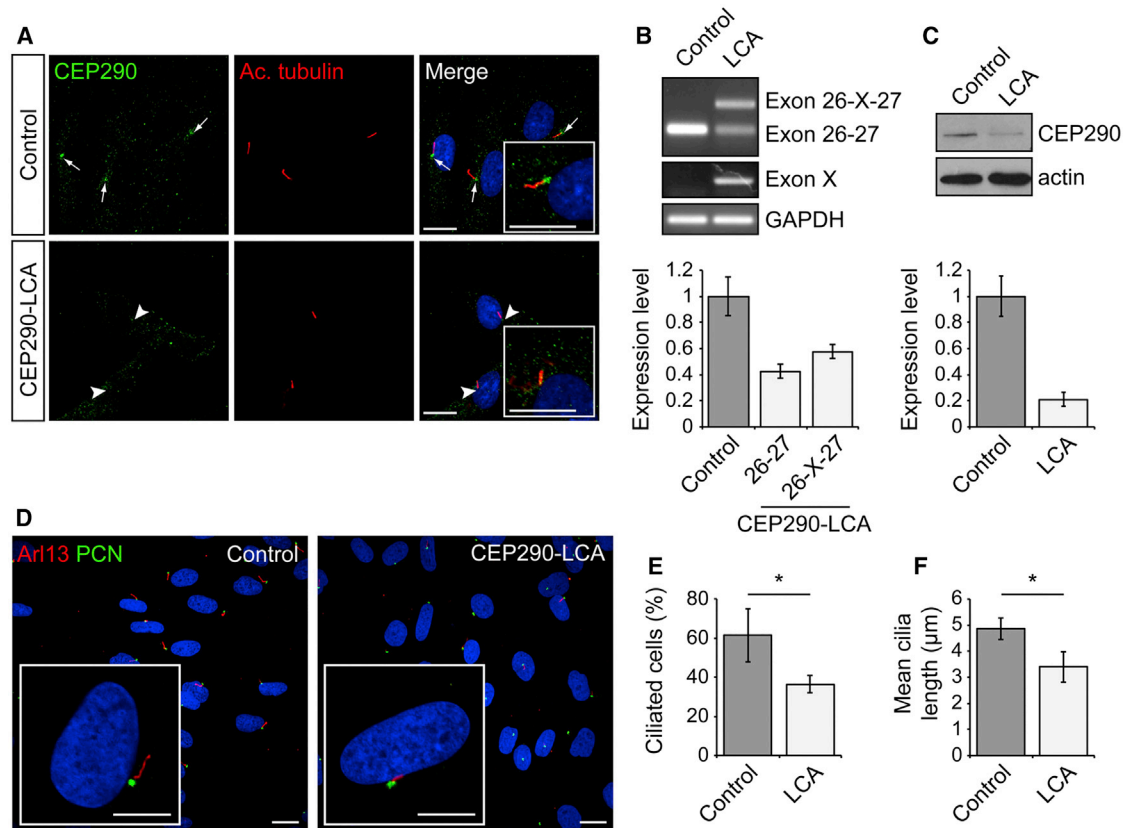 A
Control
CEP290
Ac. tubulin
Merge
CEP290-LCA
B
Control
LCA
Exon 26-X-27
Exon 26-27
Exon X
GAPDH
Expression level
1.2
1
0.8
0.6
0.4
0.2
0
Control
26-27
26-X-27
CEP290-LCA
C
Control
LCA
CEP290
actin
Expression level
1.2
1
0.8
0.6
0.4
0.2
0
Control
LCA
D
Arl13 PCN
Control
CEP290-LCA
E
Ciliated cells (%)
80
60
40
20
0
*
Control
LCA
F
Mean cilia
length (µm)
6
5
4
3
2
1
0
*
Control
LCA